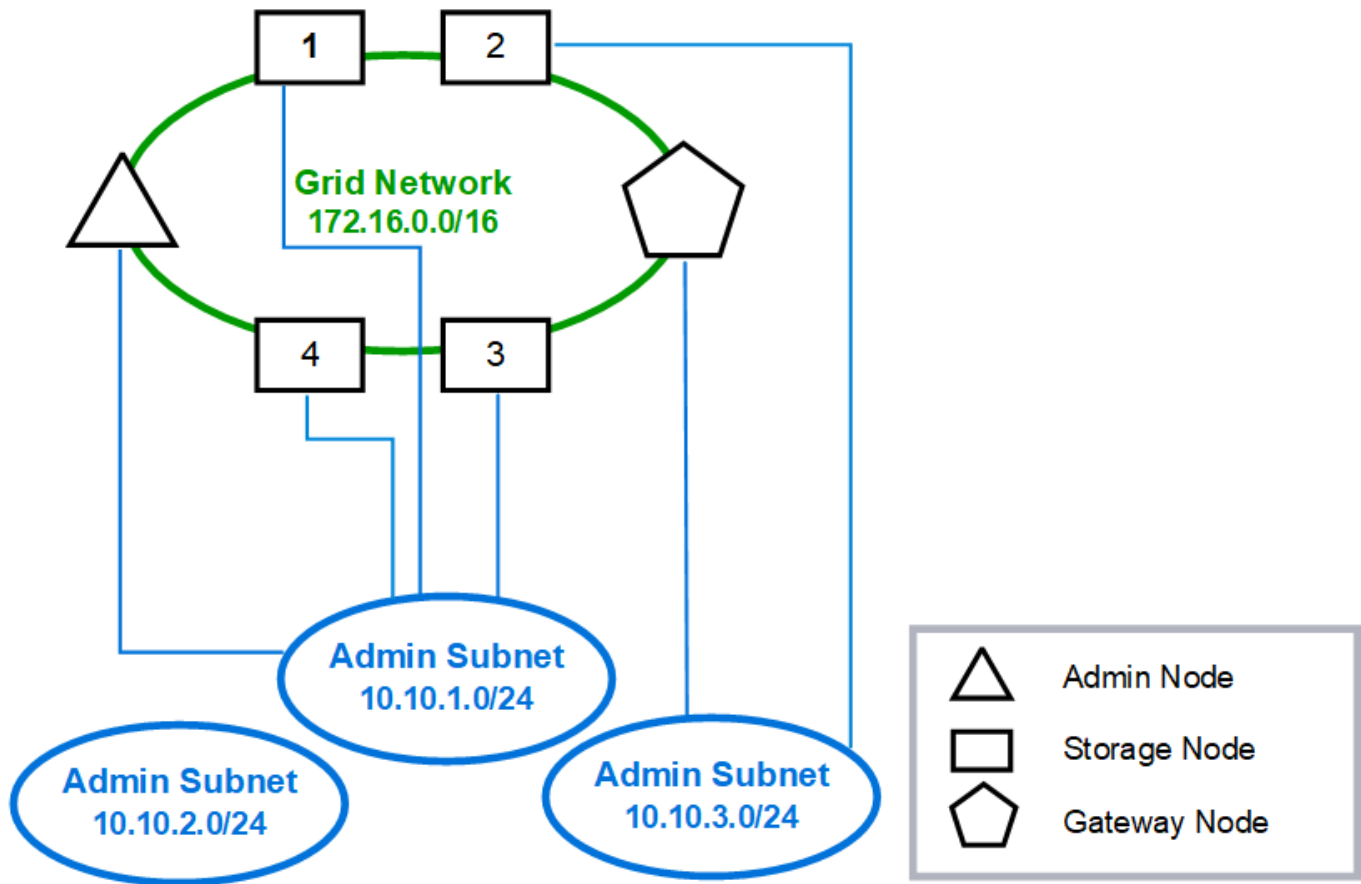 1
2
Grid Network
172.16.0.0/16
4
3
Admin Subnet
10.10.1.0/24
Admin Subnet
10.10.2.0/24
Admin Subnet
10.10.3.0/24
Admin Node
Storage Node
Gateway Node